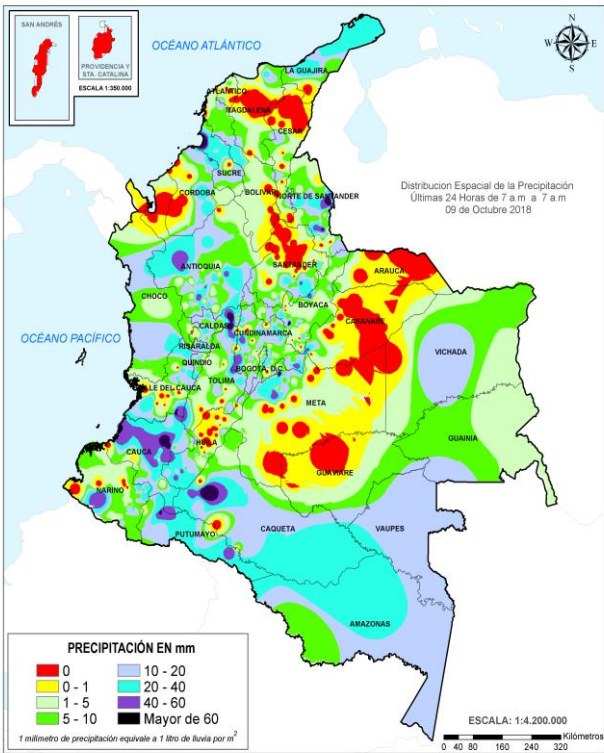 SAN ANDRÉS
PROVIDENCIA Y
STA. CATALINA
ESCALA 1:350.000
OCÉANO ATLÁNTICO
N
W
E
S
LA GUAJIRA
ATLANTICO
MAGDALENA
CESAR
SUCRE
CORDOBA
BOLIVAR
NORTE DE SANTANDER
Distribucion Espacial de la Precipitación
Últimas 24 Horas de 7 a.m a 7 a.m
09 de Octubre 2018
ANTIOQUIA
SANTANDER
ARAUCA
CHOCO
BOYACA
CASANARE
CALDAS
CUNDINAMARCA
OCÉANO PACÍFICO
RISARALDA
VICHADA
QUINDIO
BOGOTA, D.C.
TOLIMA
VALLE DEL CAUCA
META
GUAINIA
CAUCA
HUILA
GUAVIARE
NARIÑO
CAQUETA
VAUPES
PUTUMAYO
AMAZONAS
PRECIPITACIÓN EN mm
0
10 - 20
0 - 1
20 - 40
1 - 5
40 - 60
5 - 10
Mayor de 60
1 milimetro de precipitación equivale a 1 litro de lluvia por m²
ESCALA: 1:4.200.000
Kilómetros
0 40 80 160 240 320